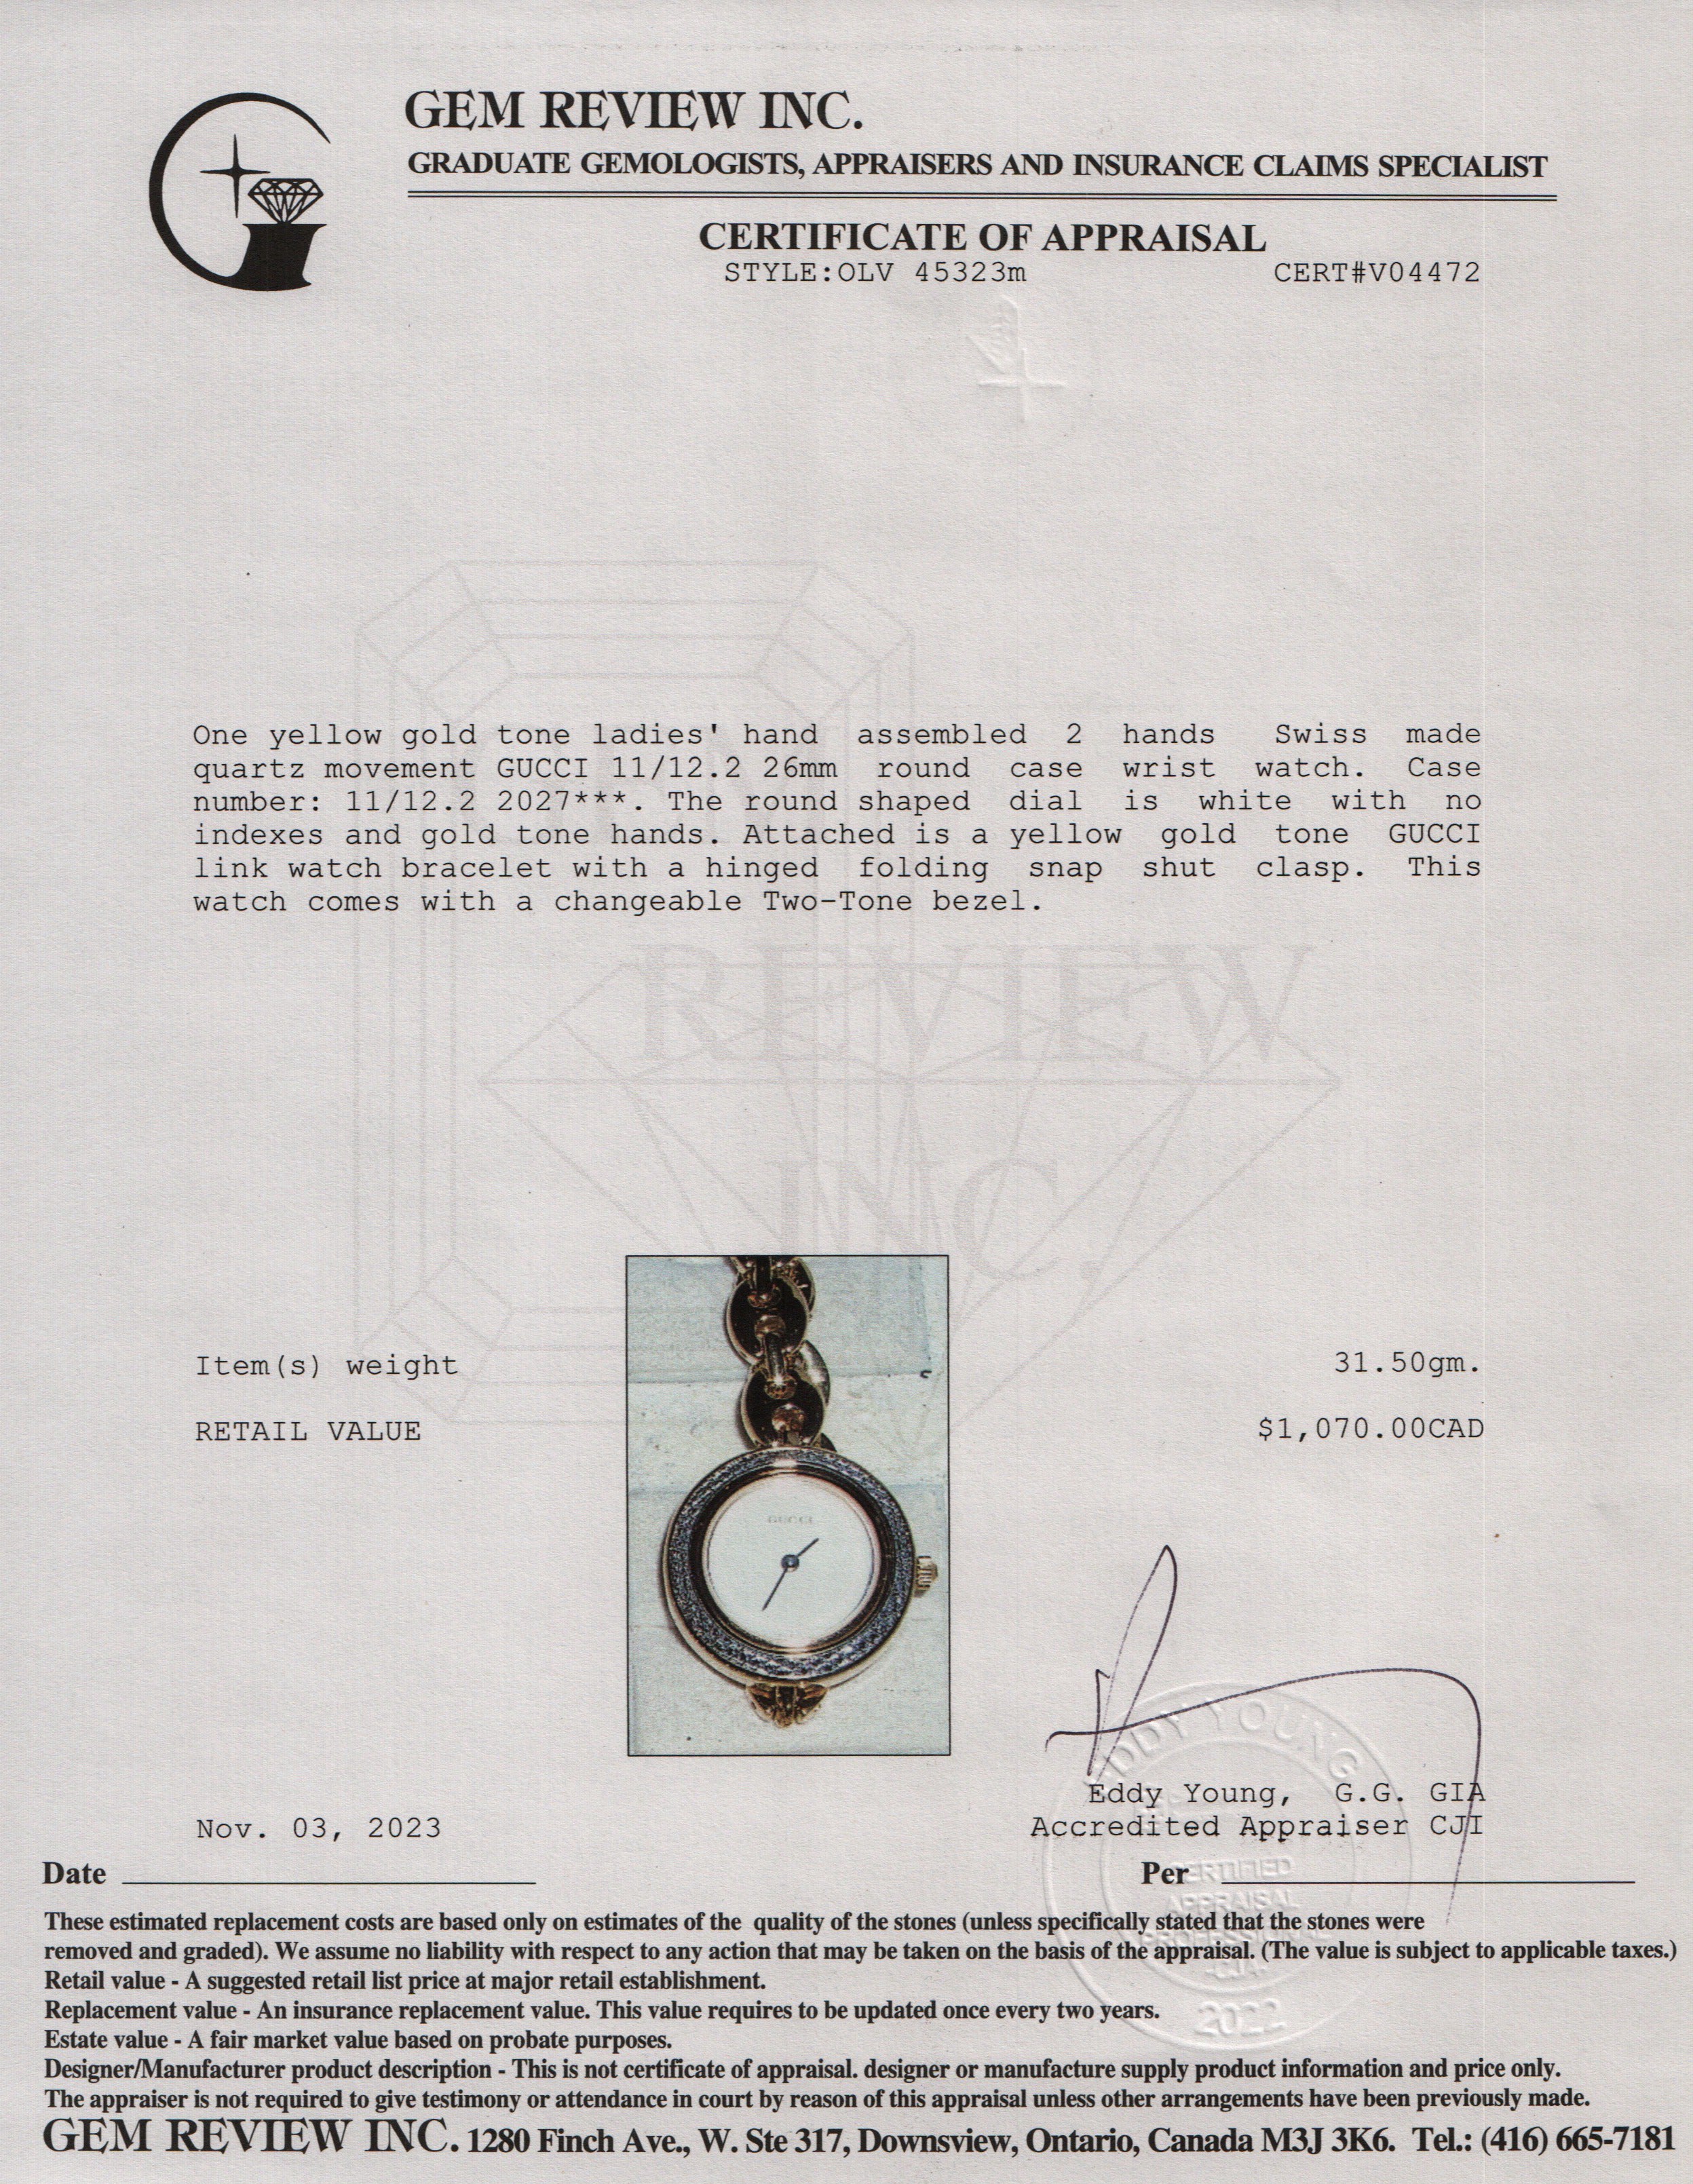 GEM REVIEW INC.
GRADUATE GEMOLOGISTS, APPRAISERS AND INSURANCE CLAIMS SPECIALIST
CERTIFICATE OF APPRAISAL
STYLE:OLV 45323m CERT#V04472
One yellow gold tone ladies' hand assembled 2 hands Swiss made
quartz movement GUCCI 11/12.2 26mm round case wrist watch. Case
number: 11/12.2 2027***. The round shaped dial is white with no
indexes and gold tone hands. Attached is a yellow gold tone GUCCI
link watch bracelet with a hinged folding snap shut clasp. This
watch comes with a changeable Two-Tone bezel.
REVIEW
INC.
Item(s) weight 31.50gm.
RETAIL VALUE $1,070.00CAD
GUCCI
EDDY YOUNG
Eddy Young, G.G. GIA
Nov. 03, 2023 Accredited Appraiser CJI
Date Per
CERTIFIED
APPRAISAL
PROFESSIONAL
2022
These estimated replacement costs are based only on estimates of the quality of the stones (unless specifically stated that the stones were
removed and graded). We assume no liability with respect to any action that may be taken on the basis of the appraisal. (The value is subject to applicable taxes.)
Retail value - A suggested retail list price at major retail establishment.
Replacement value - An insurance replacement value. This value requires to be updated once every two years.
Estate value - A fair market value based on probate purposes.
Designer/Manufacturer product description - This is not certificate of appraisal. designer or manufacture supply product information and price only.
The appraiser is not required to give testimony or attendance in court by reason of this appraisal unless other arrangements have been previously made.
GEM REVIEW INC. 1280 Finch Ave., W. Ste 317, Downsview, Ontario, Canada M3J 3K6. Tel.: (416) 665-7181